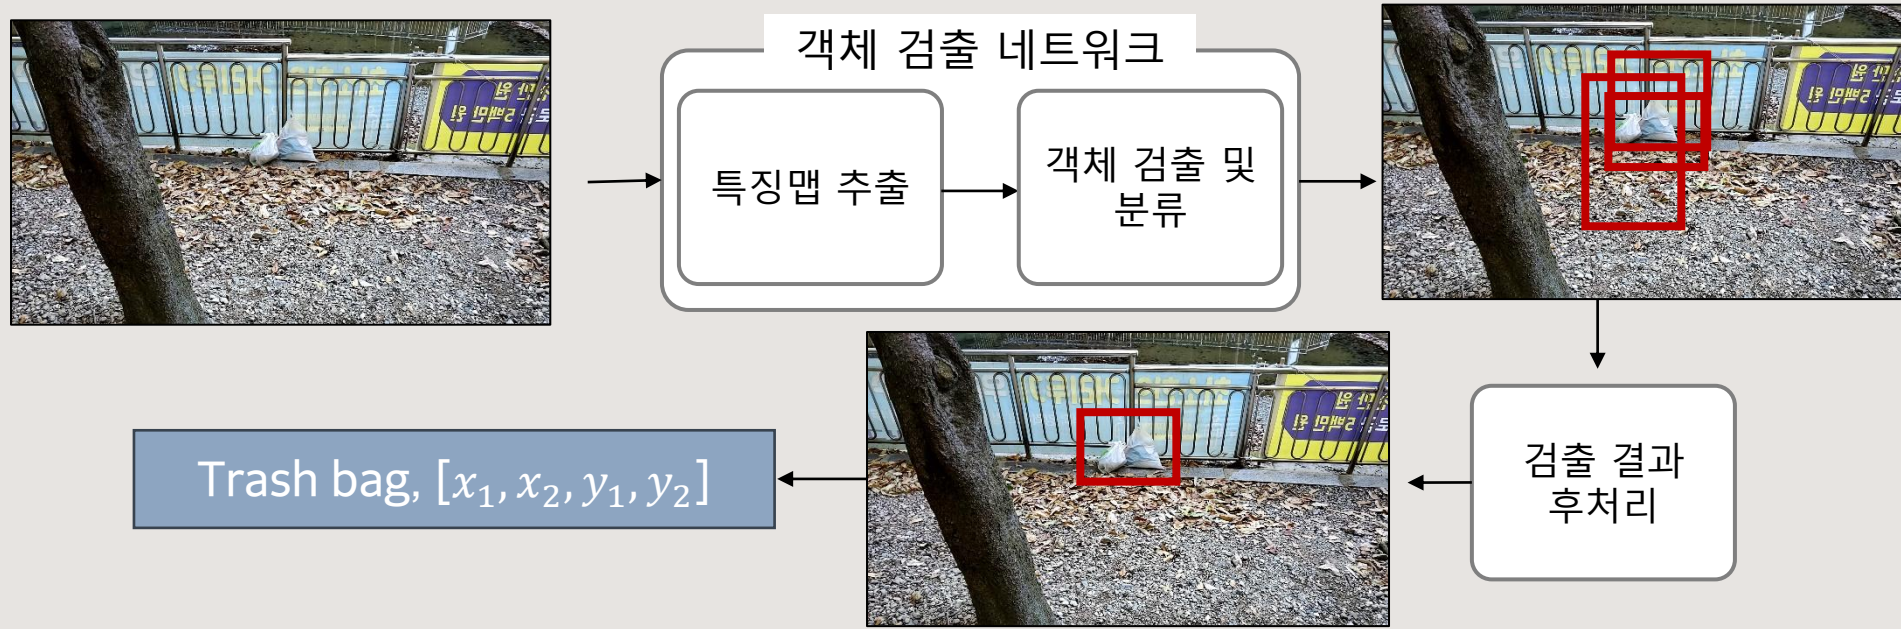 객체 검출 네트워크
특징맵 추출
객체 검출 및
분류
검출 결과
후처리
Trash bag, [x₁, x₂, y₁, y₂]